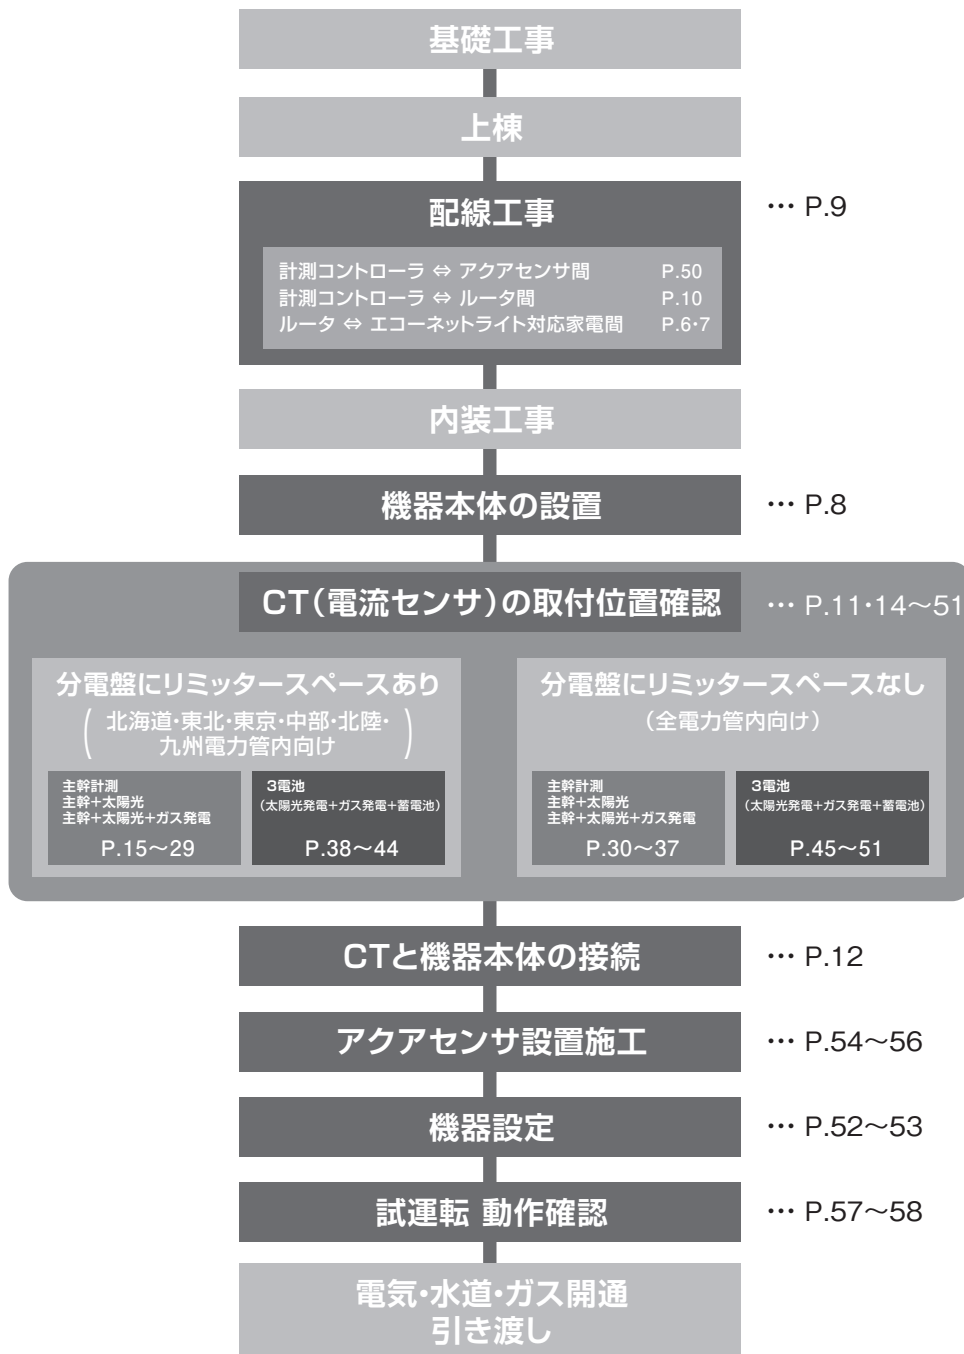 基礎工事
上棟
配線工事 … P.9
計測コントローラ ⇔ アクアセンサ間 P.50
計測コントローラ ⇔ ルータ間 P.10
ルータ ⇔ エコーネットライト対応家電間 P.6・7
内装工事
機器本体の設置 … P.8
CT（電流センサ）の取付位置確認 … P.11・14～51
分電盤にリミッタースペースあり
（北海道・東北・東京・中部・北陸・
九州電力管内向け）
主幹計測
主幹+太陽光
主幹+太陽光+ガス発電
P.15～29
3電池
（太陽光発電+ガス発電+蓄電池）
P.38～44
分電盤にリミッタースペースなし
（全電力管内向け）
主幹計測
主幹+太陽光
主幹+太陽光+ガス発電
P.30～37
3電池
（太陽光発電+ガス発電+蓄電池）
P.45～51
CTと機器本体の接続 … P.12
アクアセンサ設置施工 … P.54～56
機器設定 … P.52～53
試運転 動作確認 … P.57～58
電気・水道・ガス開通
引き渡し